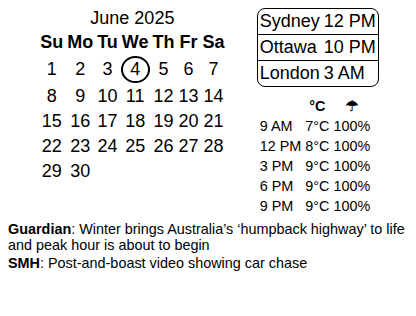 June 2025
Su Mo Tu We Th Fr Sa
1 2 3 4 5 6 7
8 9 10 11 12 13 14
15 16 17 18 19 20 21
22 23 24 25 26 27 28
29 30
Sydney 12 PM
Ottawa 10 PM
London 3 AM
°C ☂
9 AM 7°C 100%
12 PM 8°C 100%
3 PM 9°C 100%
6 PM 9°C 100%
9 PM 9°C 100%
Guardian: Winter brings Australia’s ‘humpback highway’ to life
and peak hour is about to begin
SMH: Post-and-boast video showing car chase